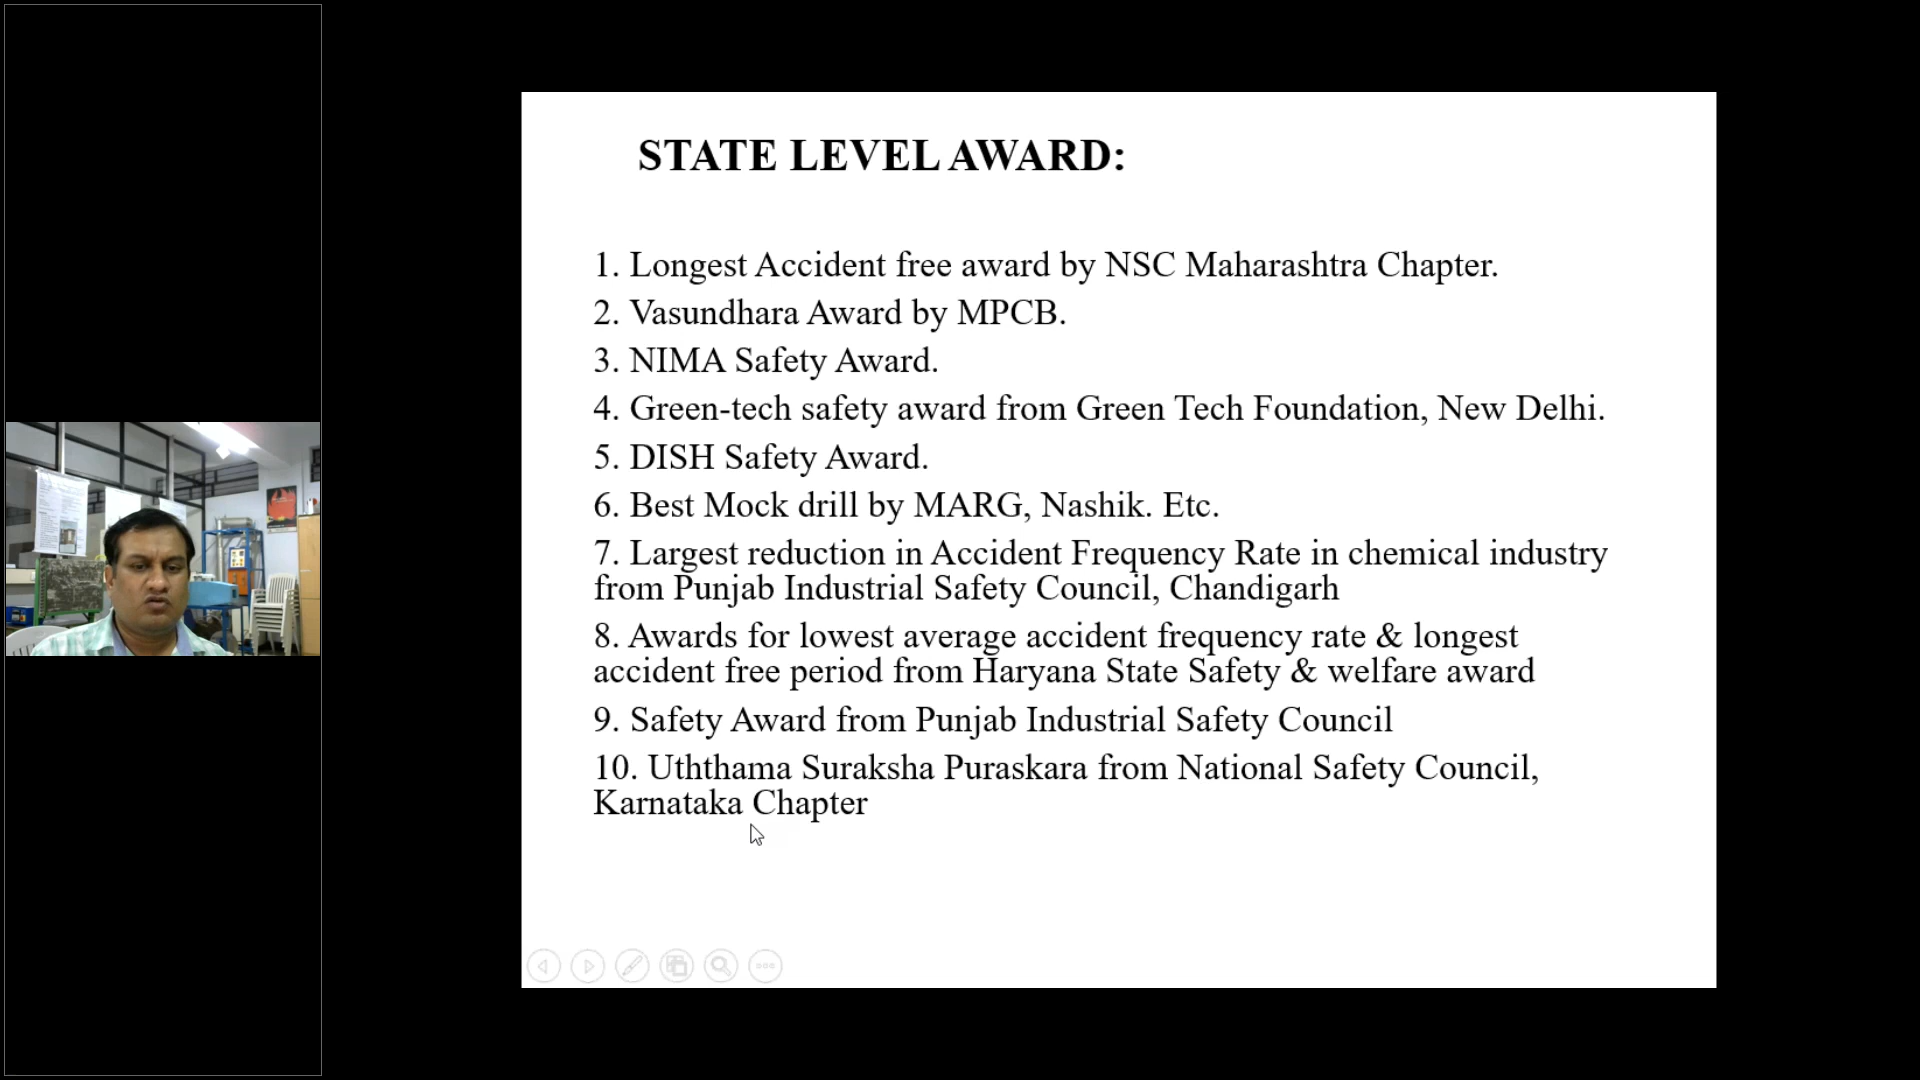 STATE LEVEL AWARD:
1. Longest Accident free award by NSC Maharashtra Chapter.
2. Vasundhara Award by MPCB.
3. NIMA Safety Award.
4. Green-tech safety award from Green Tech Foundation, New Delhi.
5. DISH Safety Award.
6. Best Mock drill by MARG, Nashik. Etc.
7. Largest reduction in Accident Frequency Rate in chemical industry
from Punjab Industrial Safety Council, Chandigarh
8. Awards for lowest average accident frequency rate & longest
accident free period from Haryana State Safety & welfare award
9. Safety Award from Punjab Industrial Safety Council
10. Uththama Suraksha Puraskara from National Safety Council,
Karnataka Chapter